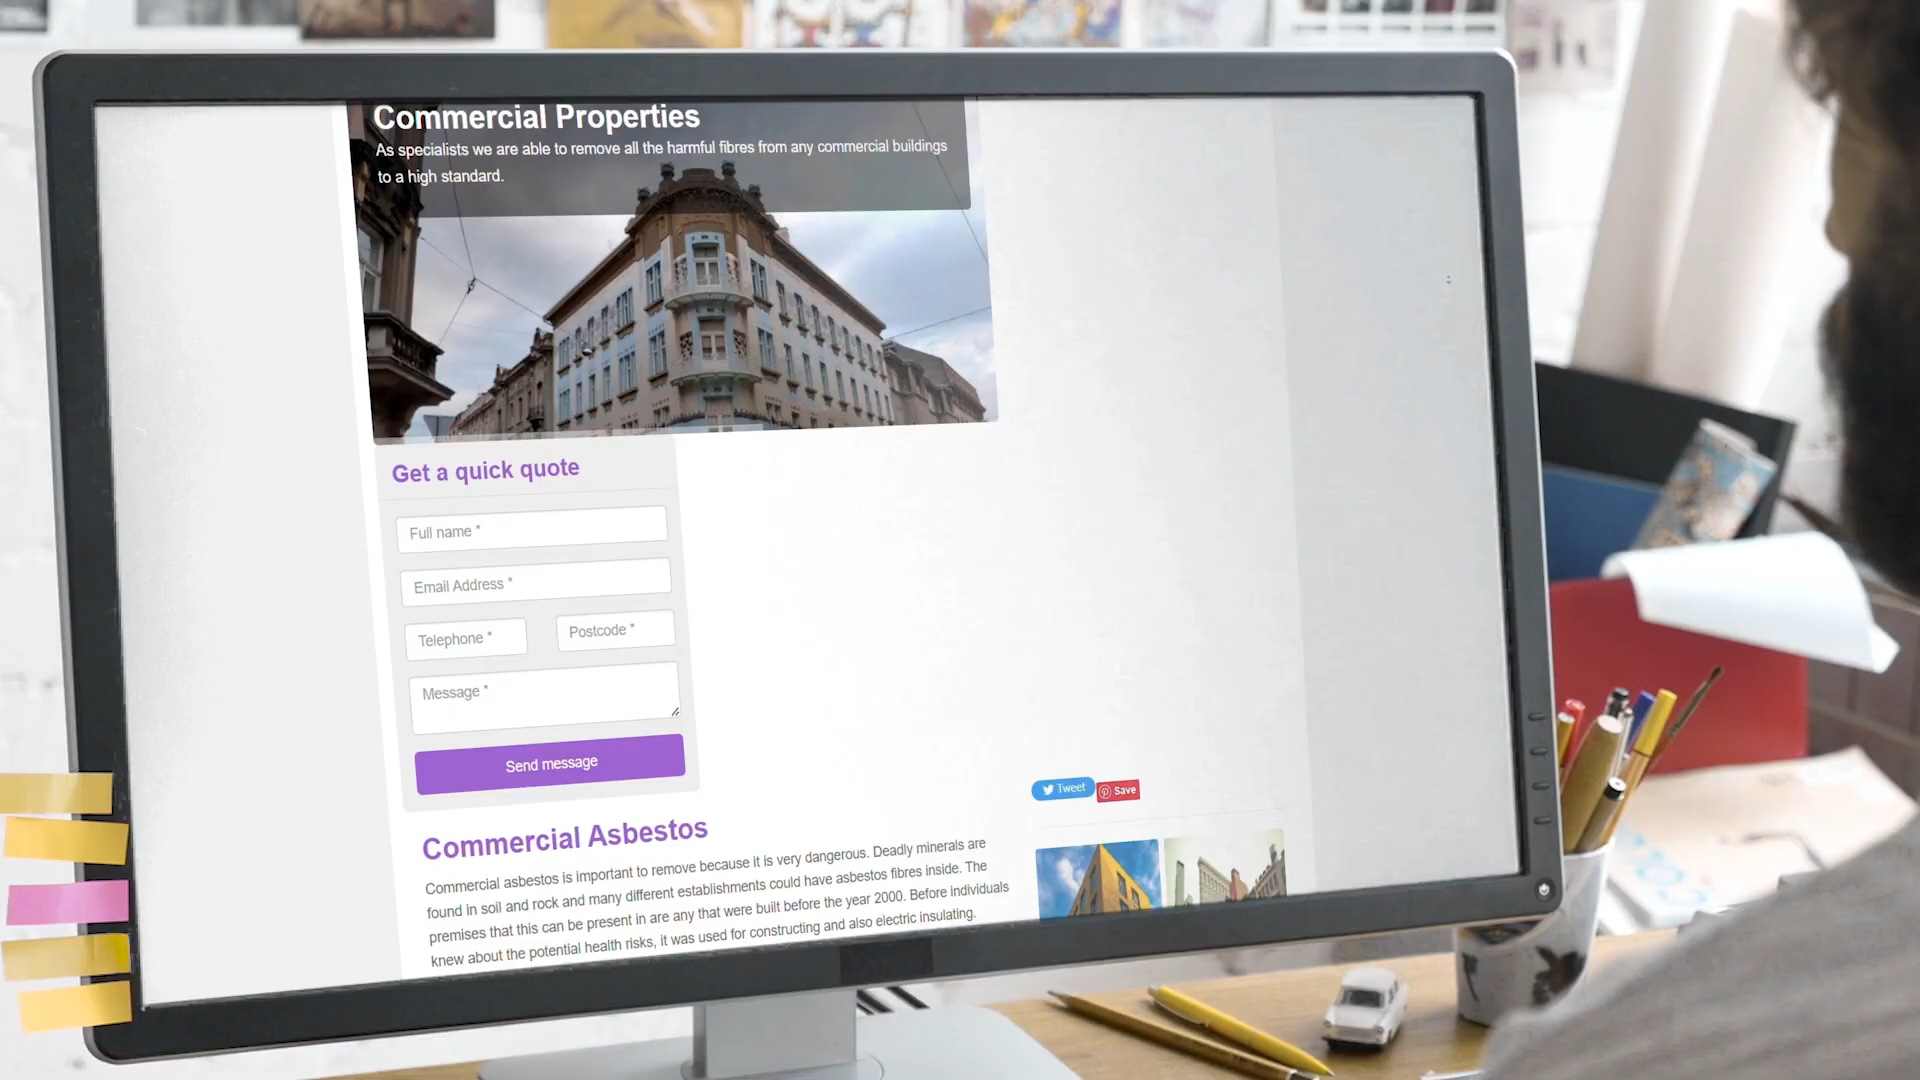 Commercial Properties
As specialists we are able to remove all the harmful fibres from any commercial buildings
to a high standard.
Get a quick quote
Full name *
Email Address *
Telephone *
Postcode *
Message *
Send message
Tweet
Save
Commercial Asbestos
Commercial asbestos is important to remove because it is very dangerous. Deadly minerals are
found in soil and rock and many different establishments could have asbestos fibres inside. The
premises that this can be present in are any that were built before the year 2000. Before individuals
knew about the potential health risks, it was used for constructing and also electric insulating.